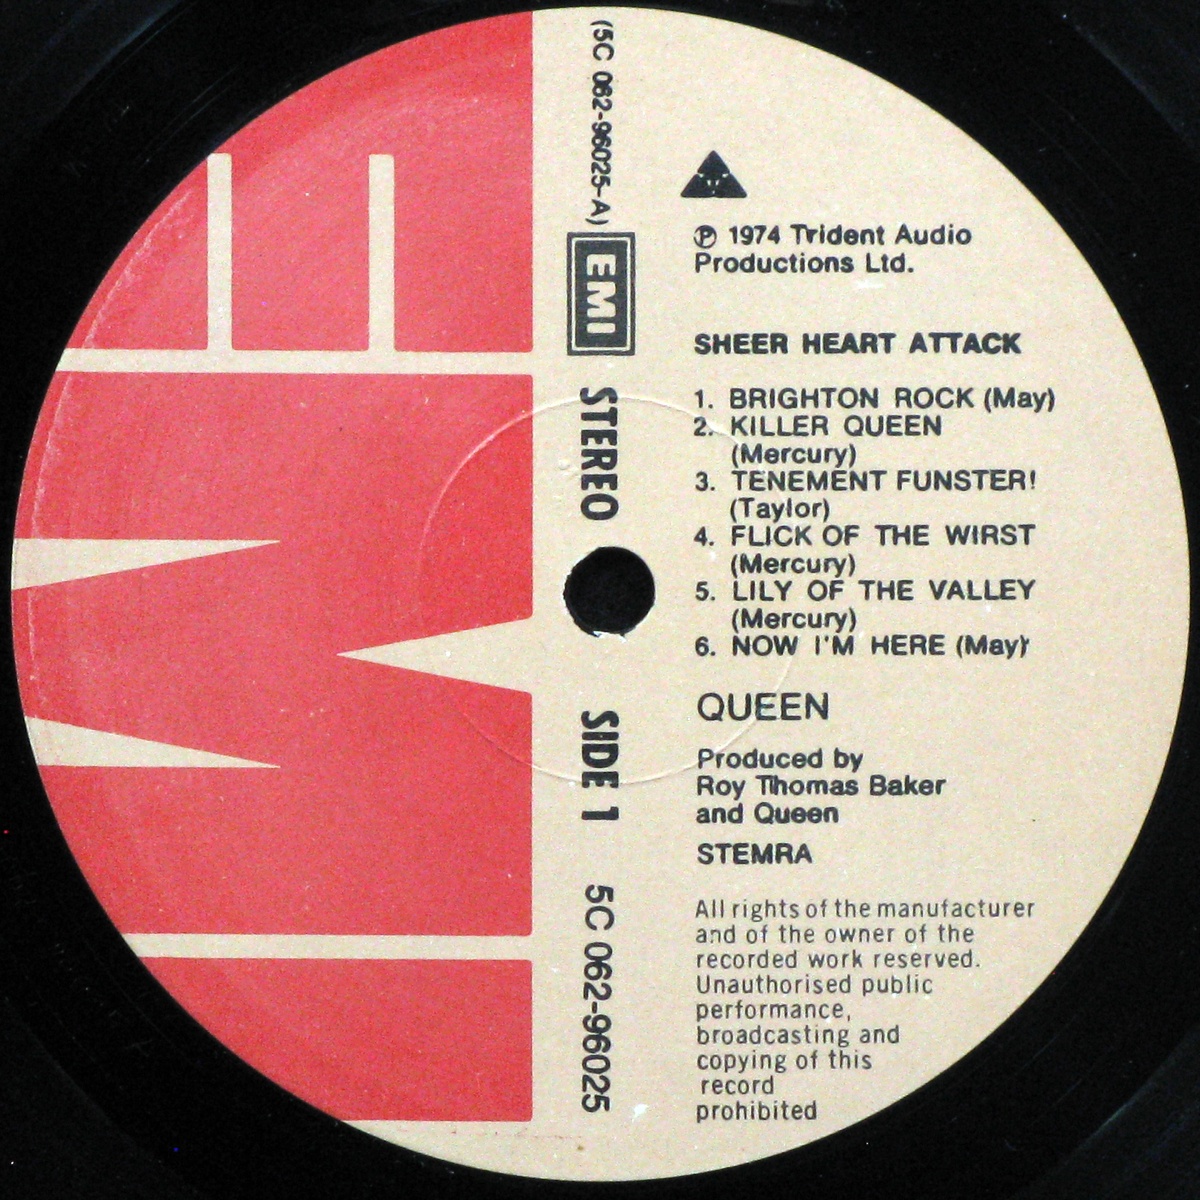 (5C 062-96025-A)
EMI
STEREO
SIDE 1
5C 062-96025
EMI
℗ 1974 Trident Audio
Productions Ltd.
SHEER HEART ATTACK
1. BRIGHTON ROCK (May)
2. KILLER QUEEN
(Mercury)
3. TENEMENT FUNSTER!
(Taylor)
4. FLICK OF THE WIRST
(Mercury)
5. LILY OF THE VALLEY
(Mercury)
6. NOW I'M HERE (May)
QUEEN
Produced by
Roy Thomas Baker
and Queen
STEMRA
All rights of the manufacturer
and of the owner of the
recorded work reserved.
Unauthorised public
performance,
broadcasting and
copying of this
record
prohibited